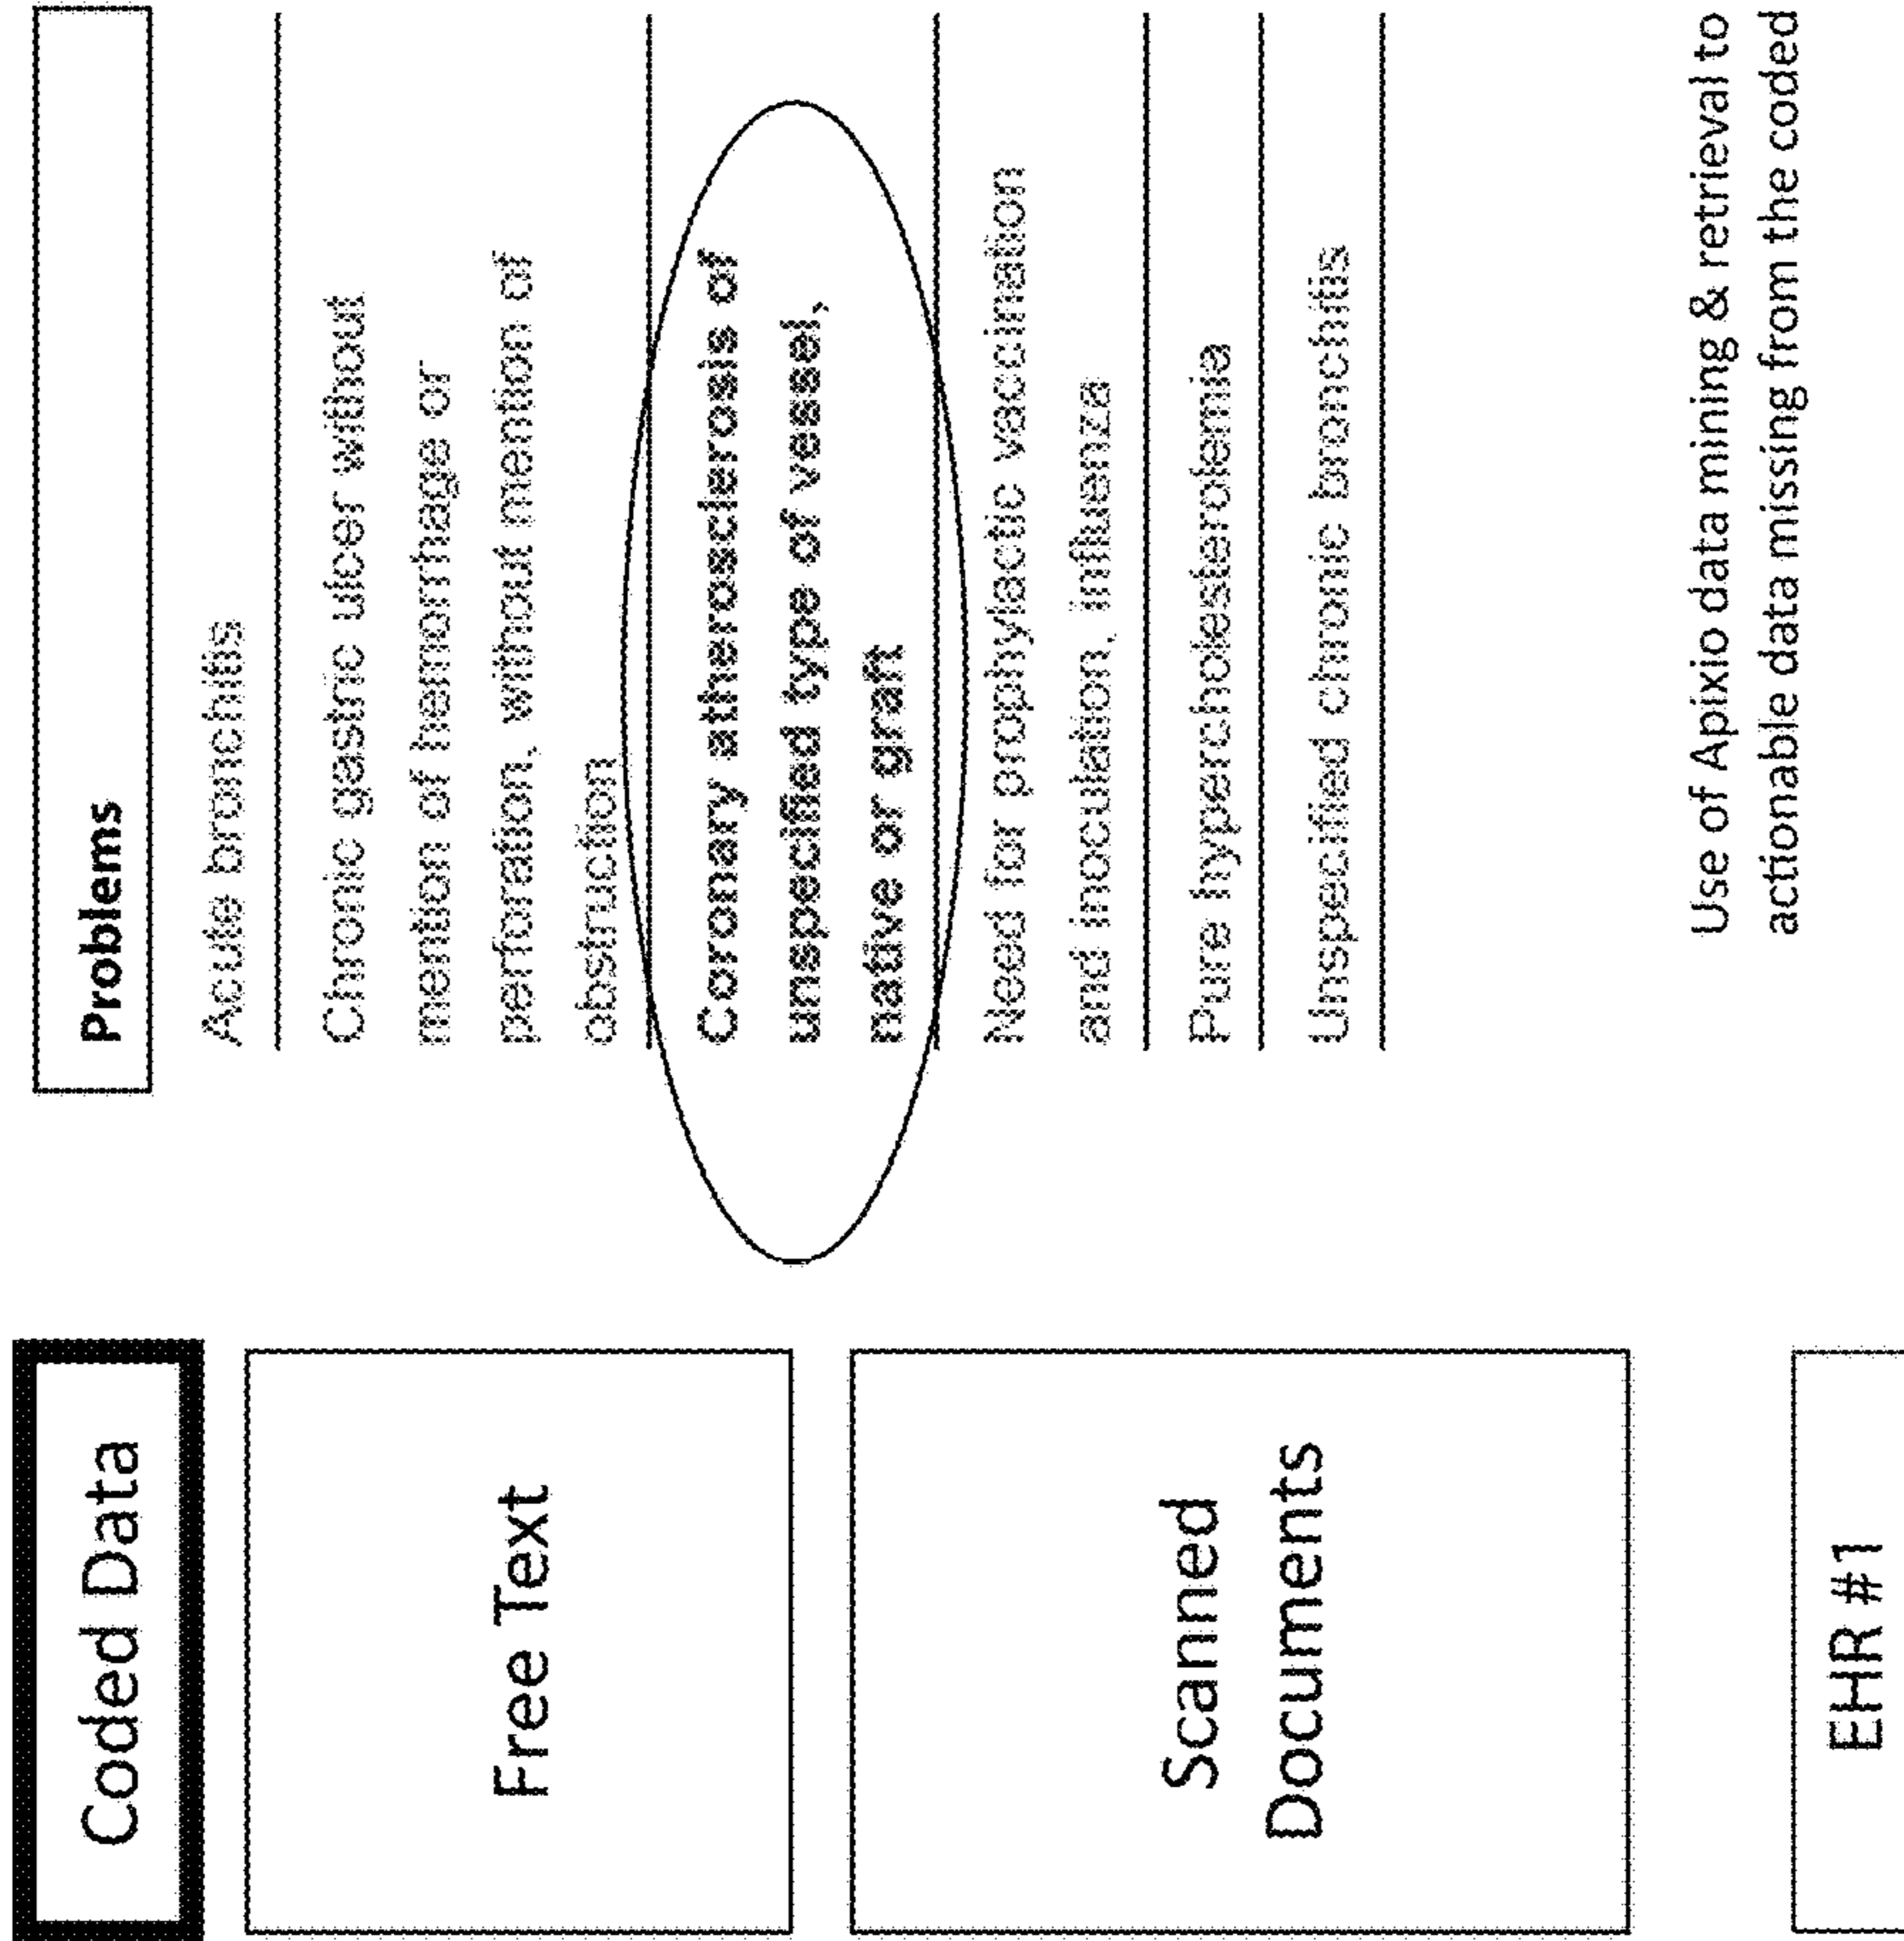 Coded Data
Free Text
Scanned
Documents
EHR #1
Problems
Acute bronchitis
Chronic gastric ulcer without
mention of hemorrhage or
perforation, without mention of
obstruction
Coronary atherosclerosis of
unspecified type of vessel,
native or graft
Need for prophylactic vaccination
and inoculation, influenza
Pure hypercholesterolemia
Unspecified chronic bronchitis
Use of Apixio data mining & retrieval to
actionable data missing from the coded